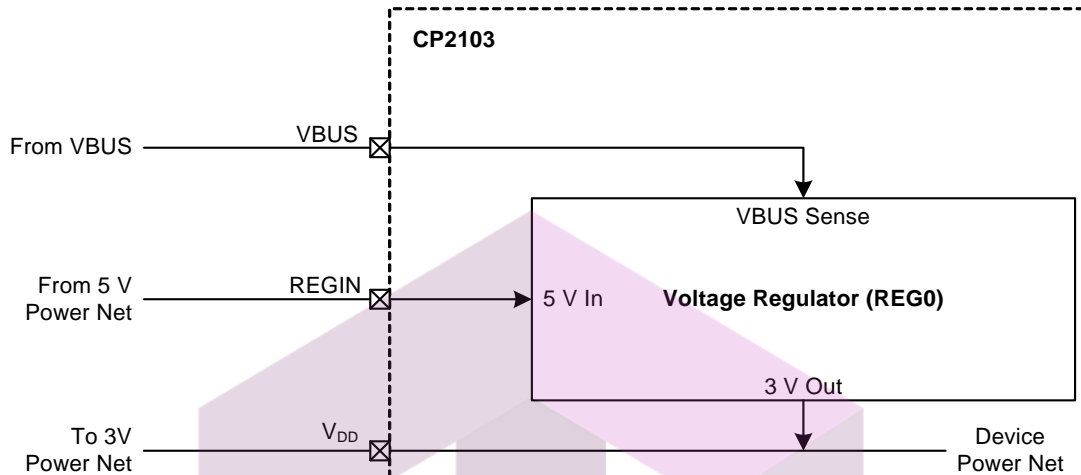 CP2103
From VBUS
VBUS
VBUS Sense
From 5 V
Power Net
REGIN
5 V In
Voltage Regulator (REG0)
3 V Out
To 3V
Power Net
VDD
Device
Power Net